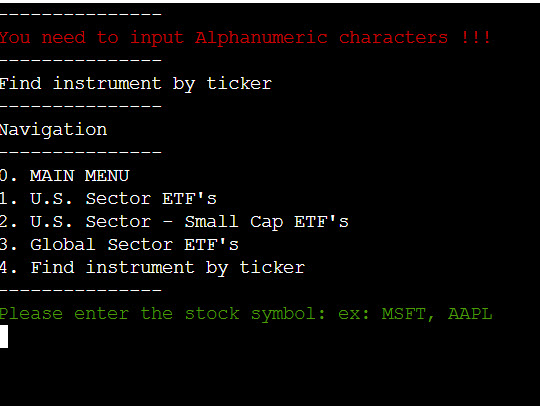 ---------------
You need to input Alphanumeric characters !!!
---------------
Find instrument by ticker
---------------
Navigation
---------------
0. MAIN MENU
1. U.S. Sector ETF's
2. U.S. Sector - Small Cap ETF's
3. Global Sector ETF's
4. Find instrument by ticker
---------------
Please enter the stock symbol: ex: MSFT, AAPL